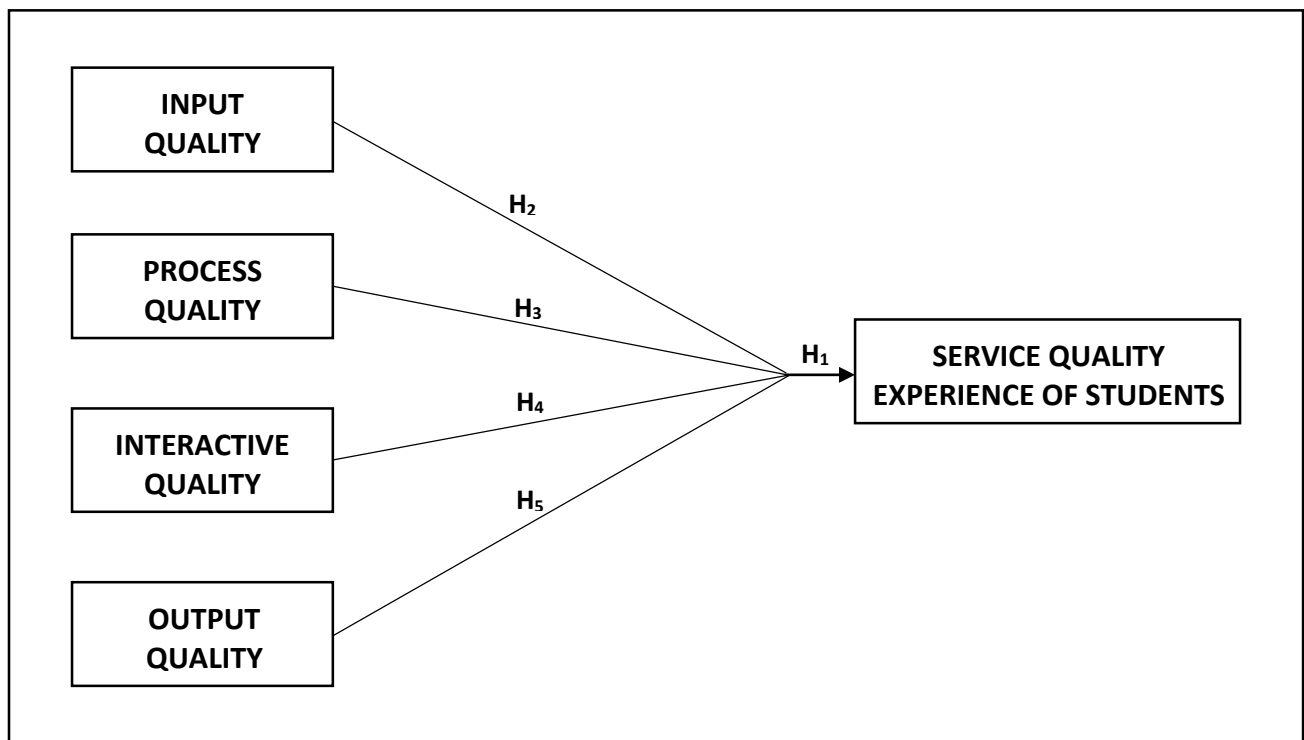 INPUT
QUALITY
H₂
PROCESS
QUALITY
H₃
H₁
SERVICE QUALITY
EXPERIENCE OF STUDENTS
INTERACTIVE
QUALITY
H₄
H₅
OUTPUT
QUALITY